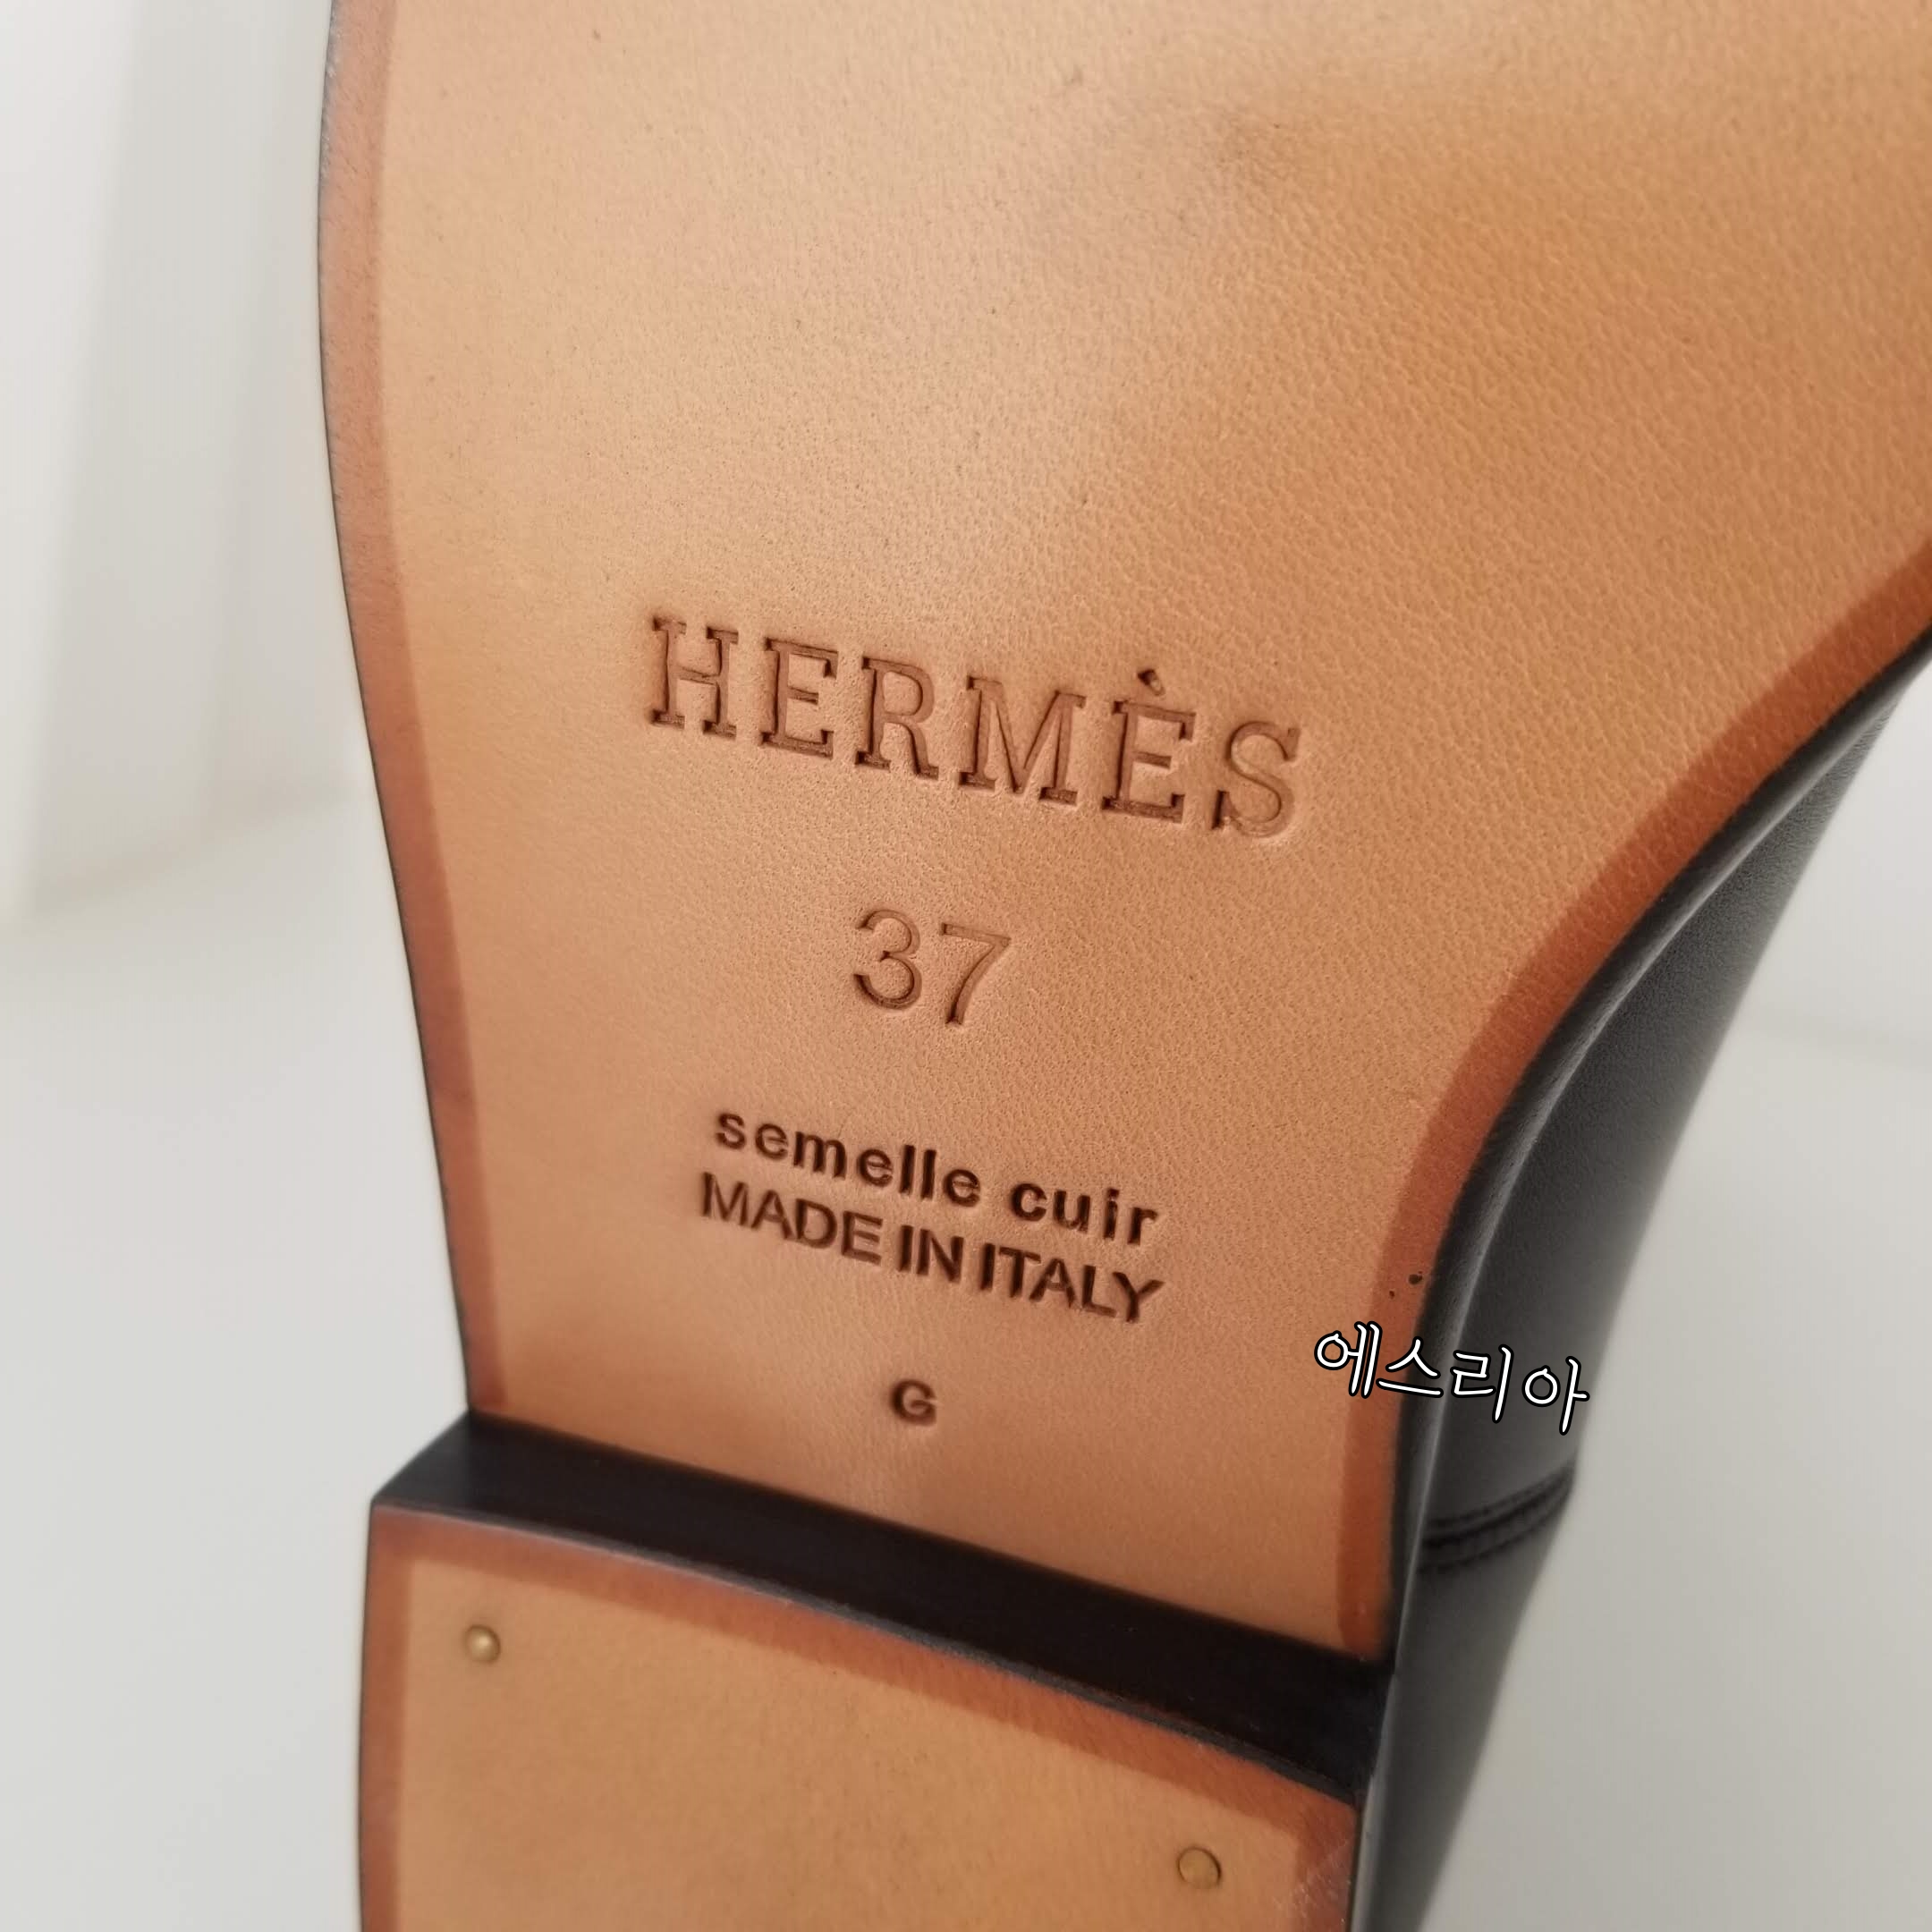 HERMÈS
37
semelle cuir
MADE IN ITALY
G
에스리아